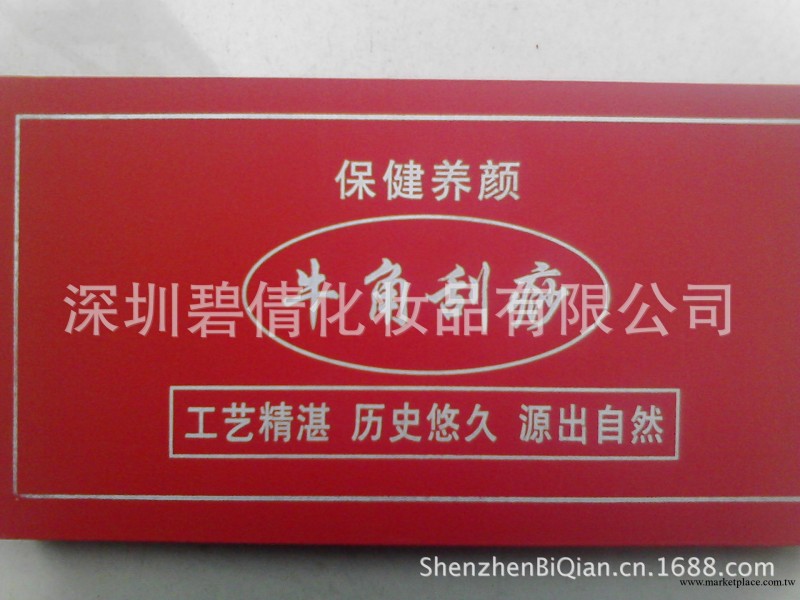 保健养颜
牛角刮痧
深圳碧倩化妆品有限公司
工艺精湛 历史悠久 源出自然
ShenzhenBiQian.cn.1688.com
www.marketplace.com.tw